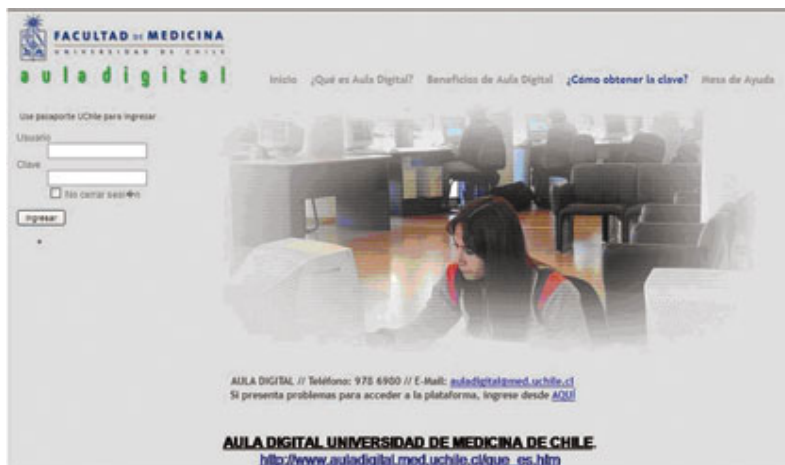 FACULTAD DE MEDICINA
UNIVERSIDAD DE CHILE
auladigital
Inicio ¿Qué es Aula Digital? Beneficios de Aula Digital ¿Cómo obtener la clave? Mesa de Ayuda
Use pasaporte UChile para ingresar
Usuario
Clave
No cerrar sesi�n
Ingresar
AULA DIGITAL // Teléfono: 978 6900 // E-Mail: auladigital@med.uchile.cl
Si presenta problemas para acceder a la plataforma, ingrese desde AQUÍ
AULA DIGITAL UNIVERSIDAD DE MEDICINA DE CHILE.
http://www.auladigital.med.uchile.cl/que_es.htm